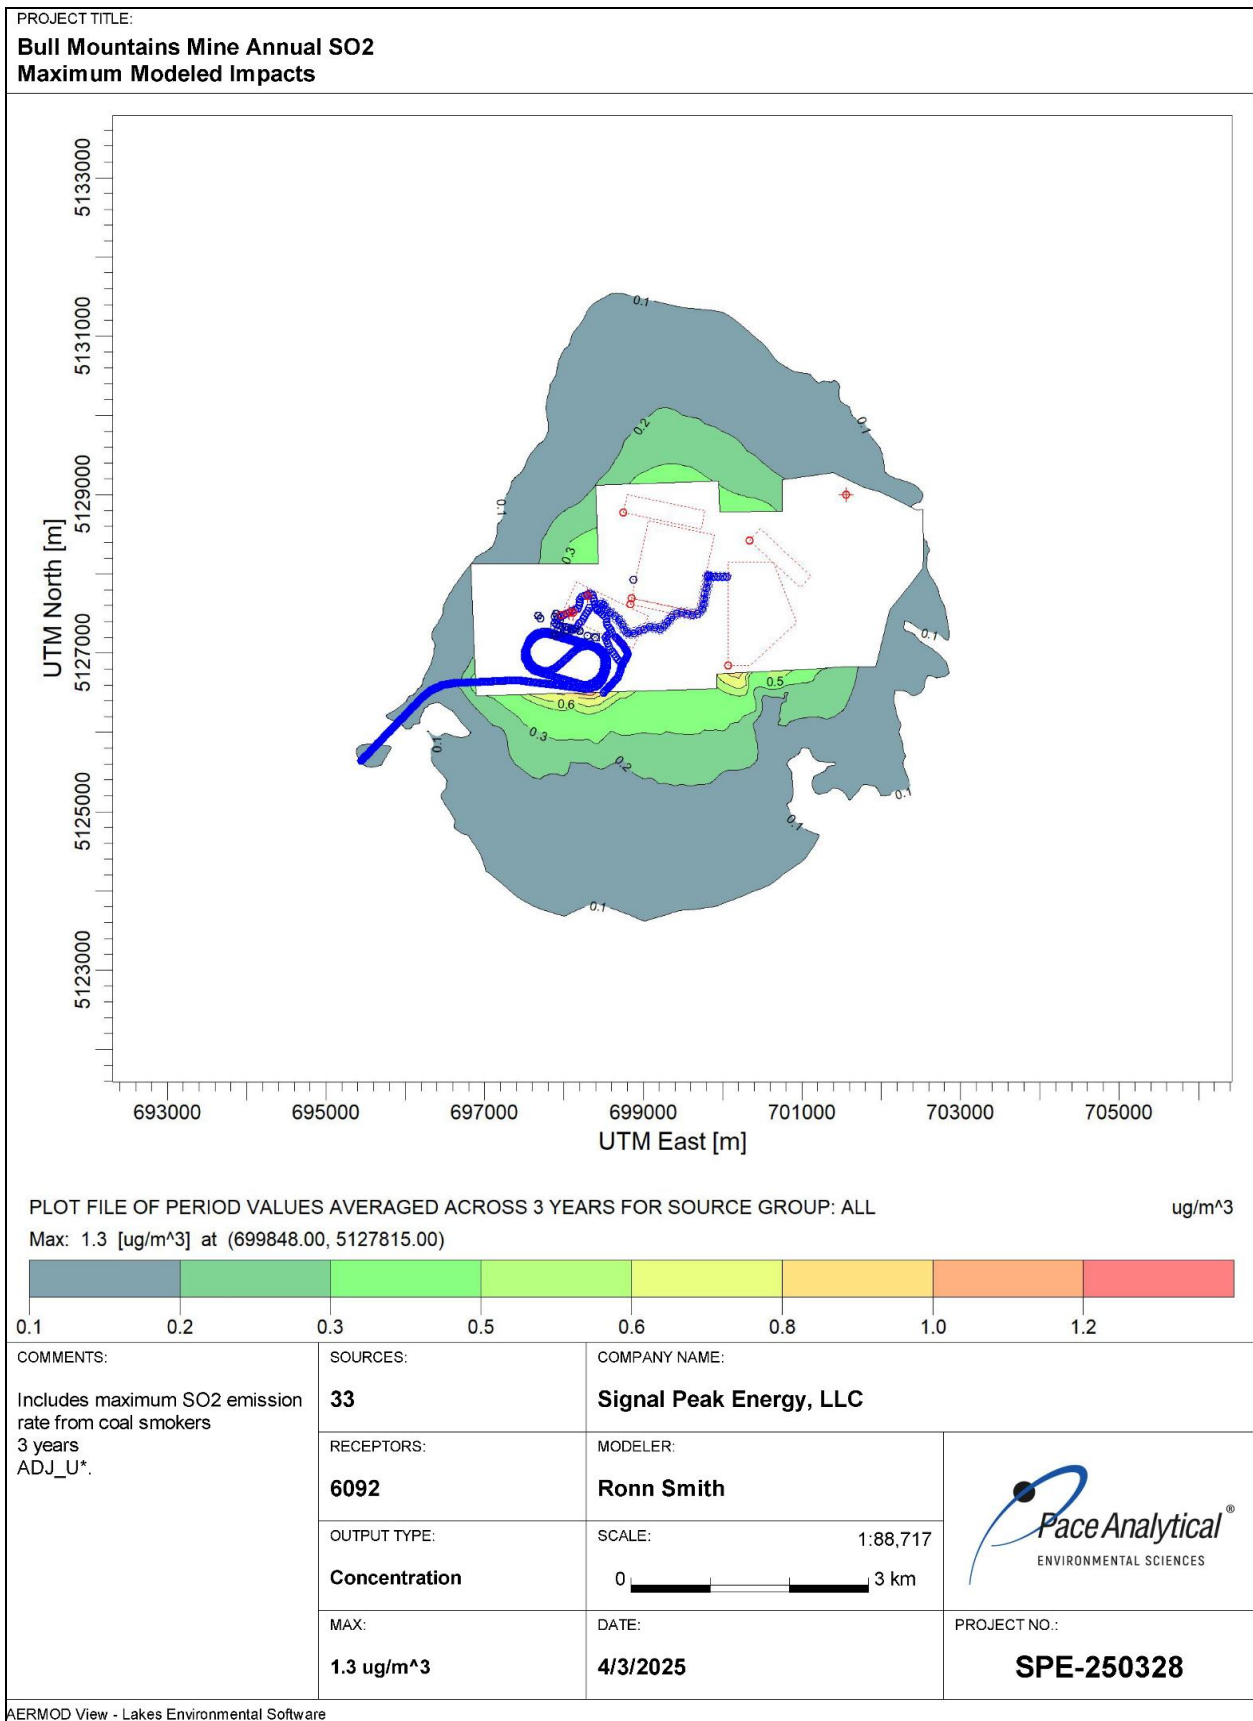 PROJECT TITLE:
Bull Mountains Mine Annual SO2
Maximum Modeled Impacts
UTM North [m]
5133000
5131000
5129000
5127000
5125000
5123000
0.1
0.2
0.1
0.1
0.3
0.1
0.5
0.6
0.3
0.1
0.2
0.1
0.1
0.1
693000
695000
697000
699000
701000
703000
705000
UTM East [m]
PLOT FILE OF PERIOD VALUES AVERAGED ACROSS 3 YEARS FOR SOURCE GROUP: ALL
ug/m^3
Max: 1.3 [ug/m^3] at (699848.00, 5127815.00)
0.1
0.2
0.3
0.5
0.6
0.8
1.0
1.2
COMMENTS:
Includes maximum SO2 emission
rate from coal smokers
3 years
ADJ_U*.
SOURCES:
33
COMPANY NAME:
Signal Peak Energy, LLC
RECEPTORS:
6092
MODELER:
Ronn Smith
OUTPUT TYPE:
Concentration
SCALE:
1:88,717
0
3 km
MAX:
1.3 ug/m^3
DATE:
4/3/2025
Pace Analytical®
ENVIRONMENTAL SCIENCES
PROJECT NO.:
SPE-250328
AERMOD View - Lakes Environmental Software